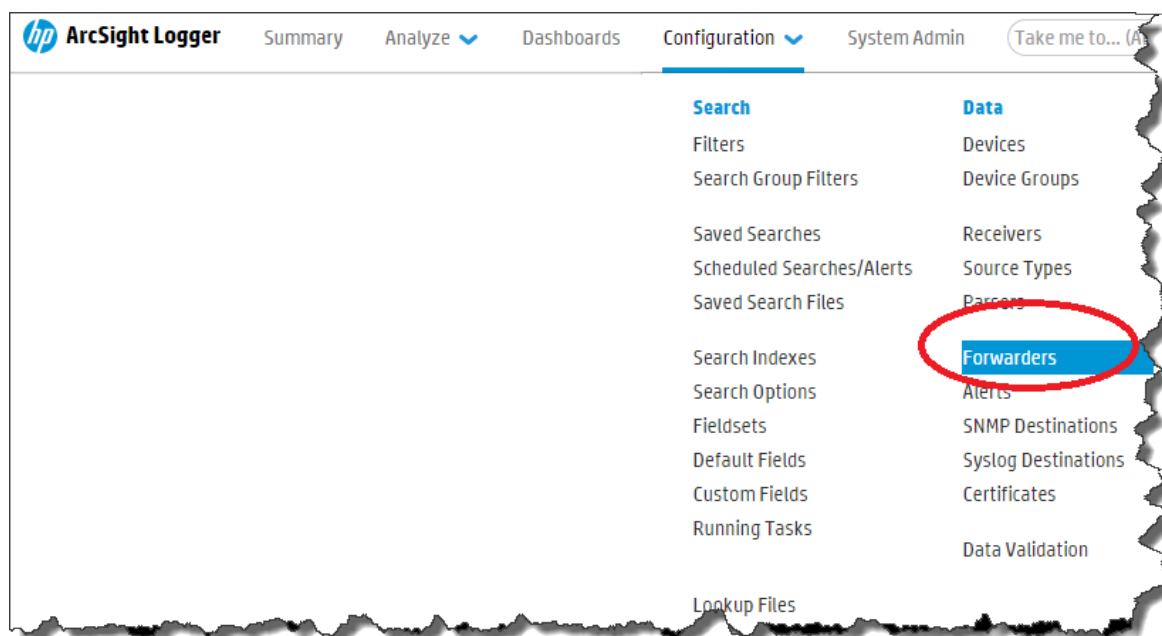 hp ArcSight Logger Summary Analyze Dashboards Configuration System Admin Take me to... (A
Search
Filters
Search Group Filters
Saved Searches
Scheduled Searches/Alerts
Saved Search Files
Search Indexes
Search Options
Fieldsets
Default Fields
Custom Fields
Running Tasks
Lookup Files
Data
Devices
Device Groups
Receivers
Source Types
Parsers
Forwarders
Alerts
SNMP Destinations
Syslog Destinations
Certificates
Data Validation